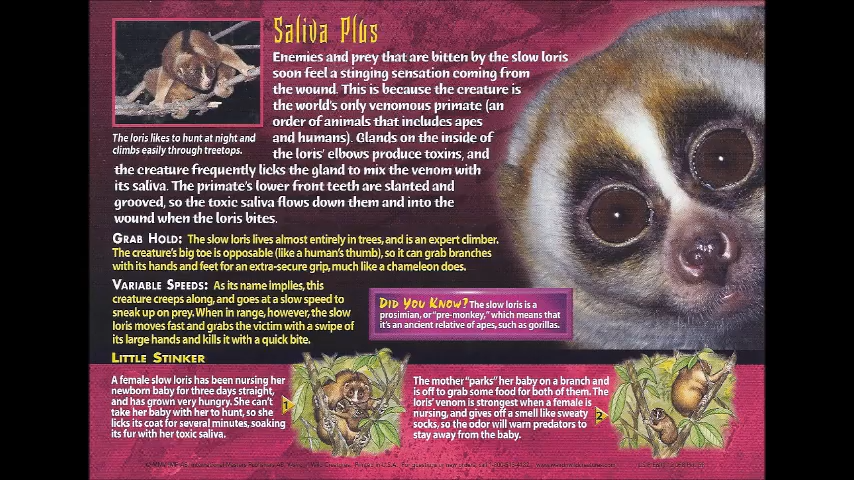 Saliva Plus
Enemies and prey that are bitten by the slow loris
soon feel a stinging sensation coming from
the wound. This is because the creature is
the world's only venomous primate (an
order of animals that includes apes
and humans). Glands on the inside of
the loris' elbows produce toxins, and
the creature frequently licks the gland to mix the venom with
its saliva. The primate's lower front teeth are slanted and
grooved, so the toxic saliva flows down them and into the
wound when the loris bites.
The loris likes to hunt at night and
climbs easily through treetops.
GRAB HOLD: The slow loris lives almost entirely in trees, and is an expert climber.
The creature's big toe is opposable (like a human's thumb), so it can grab branches
with its hands and feet for an extra-secure grip, much like a chameleon does.
VARIABLE SPEEDS: As its name implies, this
creature creeps along, and goes at a slow speed to
sneak up on prey. When in range, however, the slow
loris moves fast and grabs the victim with a swipe of
its large hands and kills it with a quick bite.
DID YOU KNOW? The slow loris is a
prosimian, or "pre-monkey," which means that
it's an ancient relative of apes, such as gorillas.
LITTLE STINKER
A female slow loris has been nursing her
newborn baby for three days straight,
and has grown very hungry. She can't
take her baby with her to hunt, so she
licks its coat for several minutes, soaking
its fur with her toxic saliva.
1
The mother "parks" her baby on a branch and
is off to grab some food for both of them. The
loris' venom is strongest when a female is
nursing, and gives off a smell like sweaty
socks, so the odor will warn predators to
stay away from the baby.
2